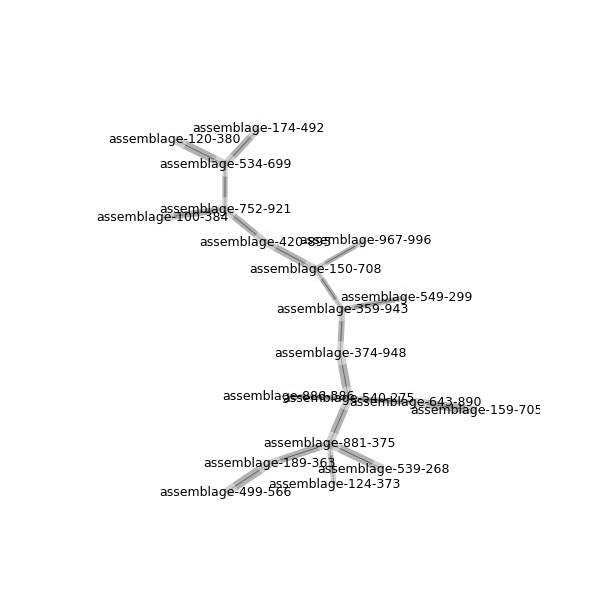 assemblage-174-492
assemblage-120-380
assemblage-534-699
assemblage-752-921
assemblage-100-384
assemblage-967-996
assemblage-420-895
assemblage-150-708
assemblage-549-299
assemblage-359-943
assemblage-374-948
assemblage-886-886
assemblage-540-275
assemblage-643-890
assemblage-159-705
assemblage-881-375
assemblage-189-363
assemblage-539-268
assemblage-124-373
assemblage-499-566